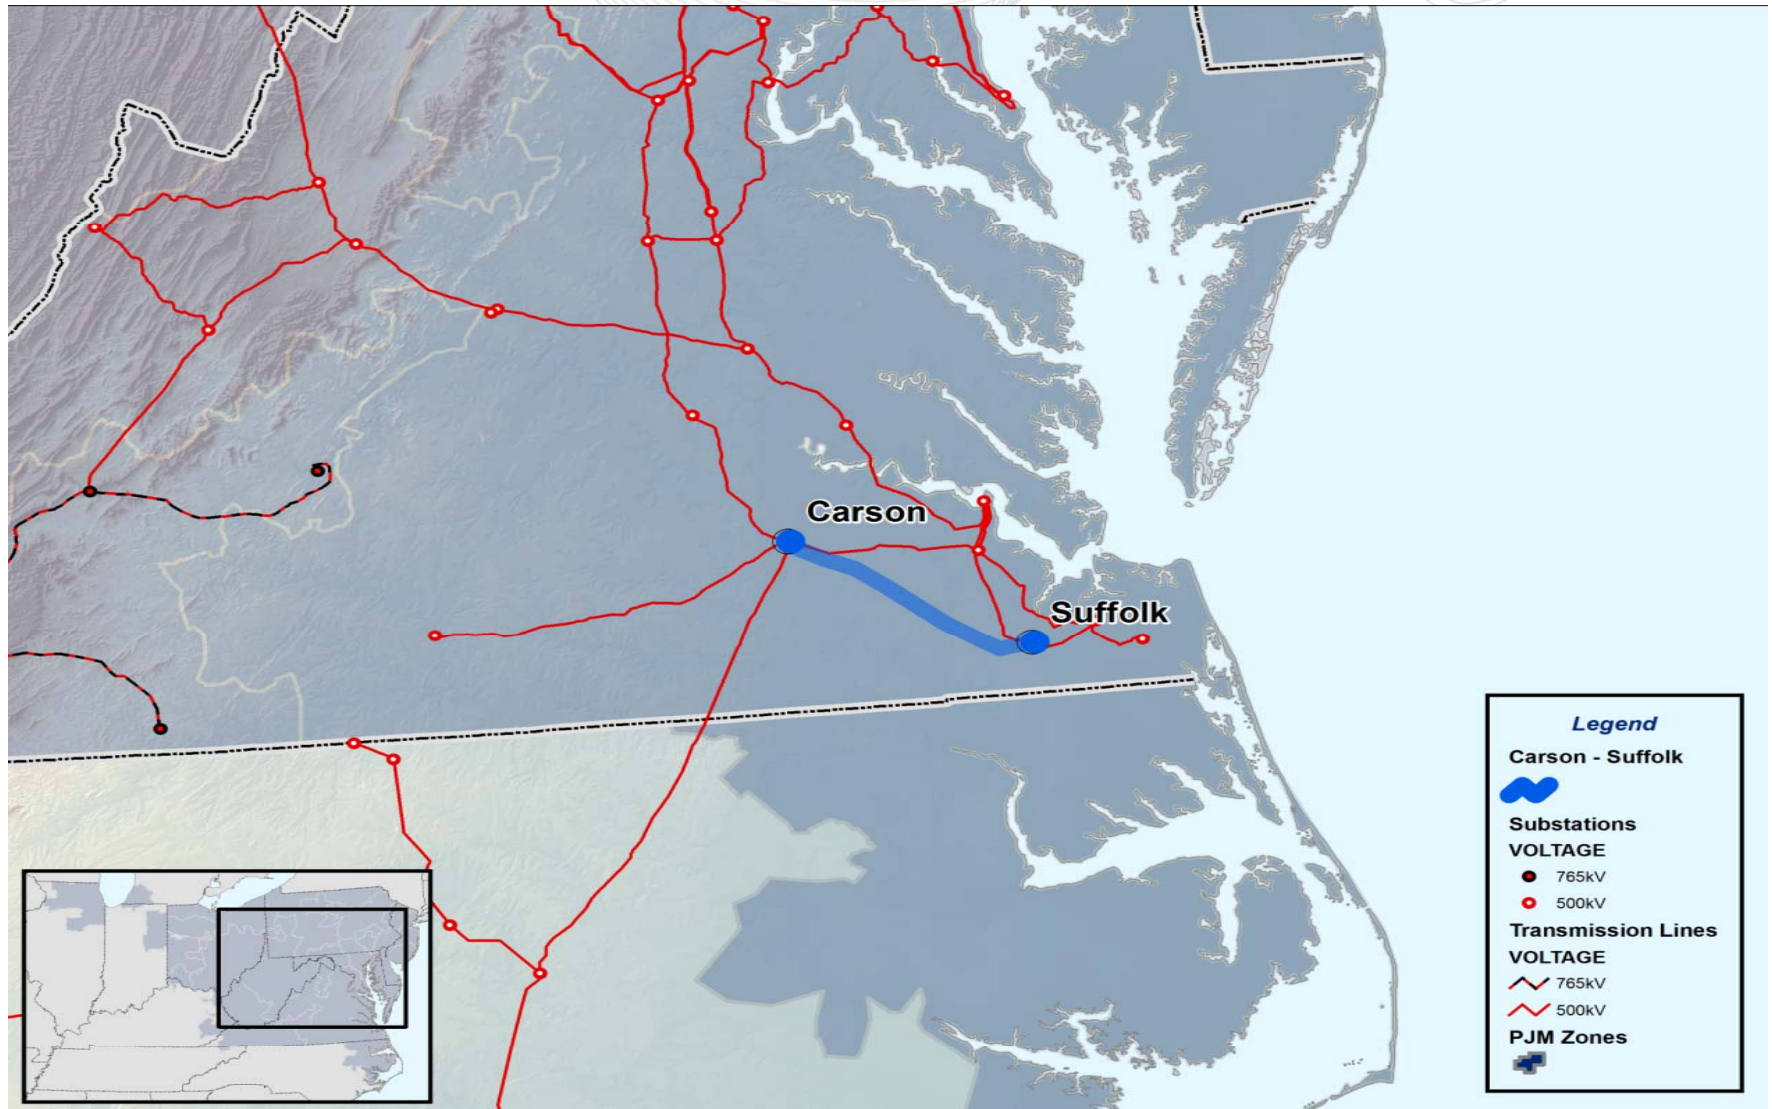 Carson
Suffolk
Legend
Carson - Suffolk
Substations
VOLTAGE
765kV
500kV
Transmission Lines
VOLTAGE
765kV
500kV
PJM Zones